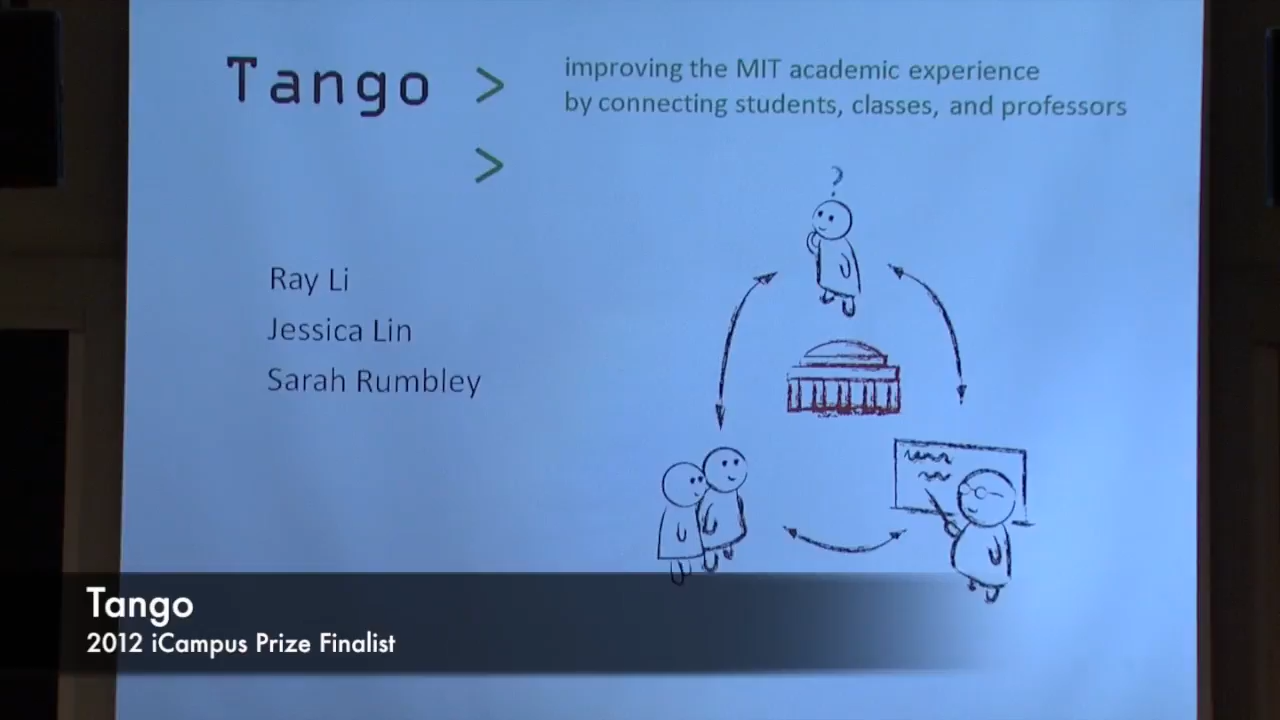 Tango >
improving the MIT academic experience
by connecting students, classes, and professors
>
?
Ray Li
Jessica Lin
Sarah Rumbley
Tango
2012 iCampus Prize Finalist